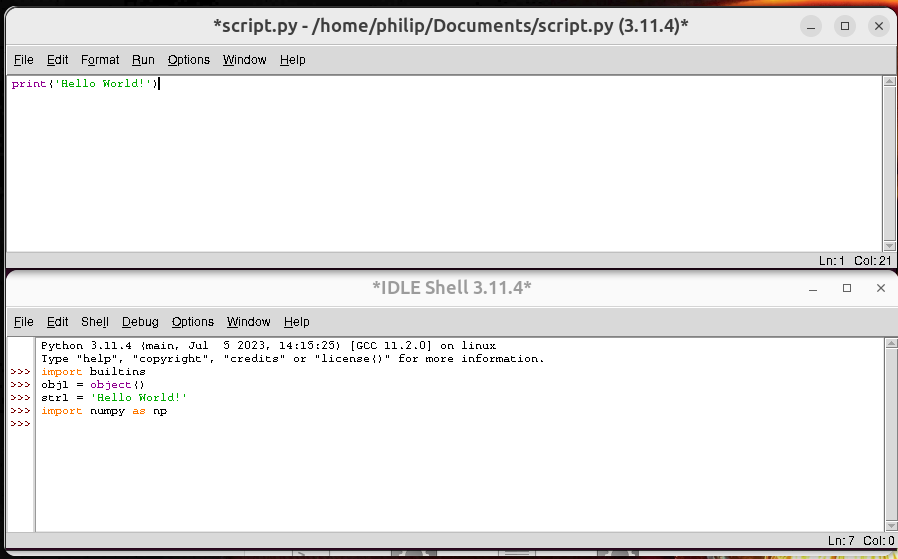 *script.py - /home/philip/Documents/script.py (3.11.4)*
File Edit Format Run Options Window Help
print('Hello World!')
Ln: 1 Col: 21
*IDLE Shell 3.11.4*
File Edit Shell Debug Options Window Help
Python 3.11.4 (main, Jul  5 2023, 14:15:25) [GCC 11.2.0] on linux
Type "help", "copyright", "credits" or "license()" for more information.
>>> import builtins
>>> obj1 = object()
>>> str1 = 'Hello World!'
>>> import numpy as np
>>>
Ln: 7 Col: 0